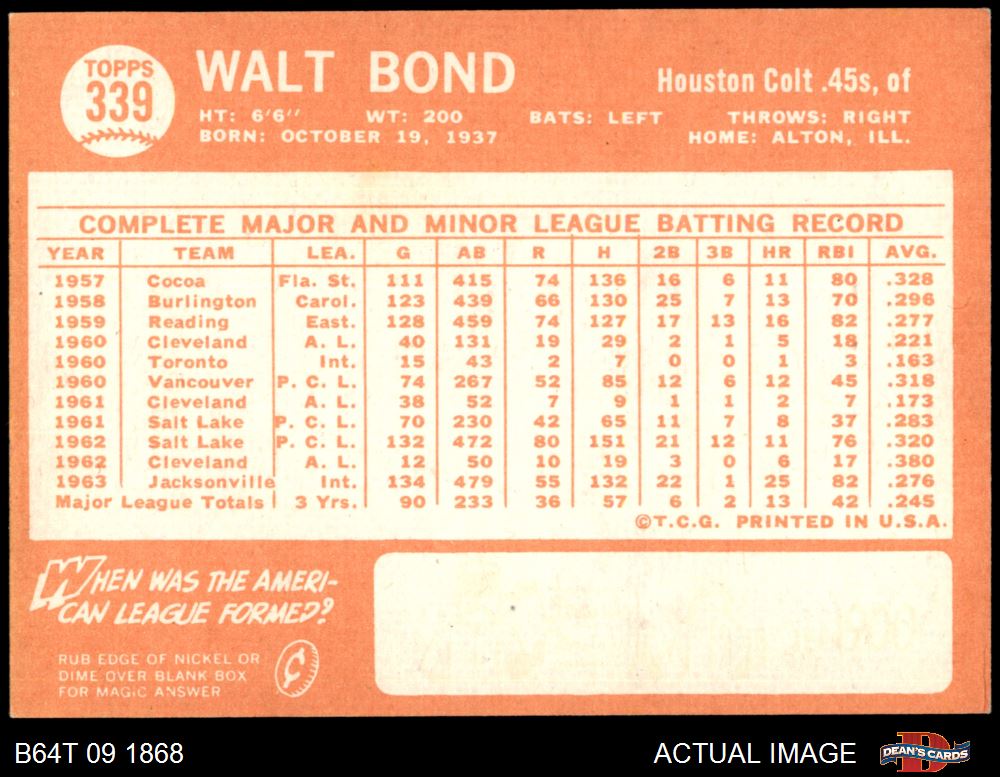 TOPPS
339
WALT BOND
Houston Colt .45s, of
HT: 6'6" WT: 200 BATS: LEFT THROWS: RIGHT
BORN: OCTOBER 19, 1937 HOME: ALTON, ILL.
COMPLETE MAJOR AND MINOR LEAGUE BATTING RECORD
YEAR TEAM LEA. G AB R H 2B 3B HR RBI AVG.
1957 Cocoa Fla. St. 111 415 74 136 16 6 11 80 .328
1958 Burlington Carol. 123 439 66 130 25 7 13 70 .296
1959 Reading East. 128 459 74 127 17 13 16 82 .277
1960 Cleveland A. L. 40 131 19 29 2 1 5 18 .221
1960 Toronto Int. 15 43 2 7 0 0 1 3 .163
1960 Vancouver P. C. L. 74 267 52 85 12 6 12 45 .318
1961 Cleveland A. L. 38 52 7 9 1 1 2 7 .173
1961 Salt Lake P. C. L. 70 230 42 65 11 7 8 37 .283
1962 Salt Lake P. C. L. 132 472 80 151 21 12 11 76 .320
1962 Cleveland A. L. 12 50 10 19 3 0 6 17 .380
1963 Jacksonville Int. 134 479 55 132 22 1 25 82 .276
Major League Totals 3 Yrs. 90 233 36 57 6 2 13 42 .245
©T.C.G. PRINTED IN U.S.A.
WHEN WAS THE AMERI-
CAN LEAGUE FORMED?
RUB EDGE OF NICKEL OR
DIME OVER BLANK BOX
FOR MAGIC ANSWER
B64T 09 1868 ACTUAL IMAGE DEAN'S CARDS